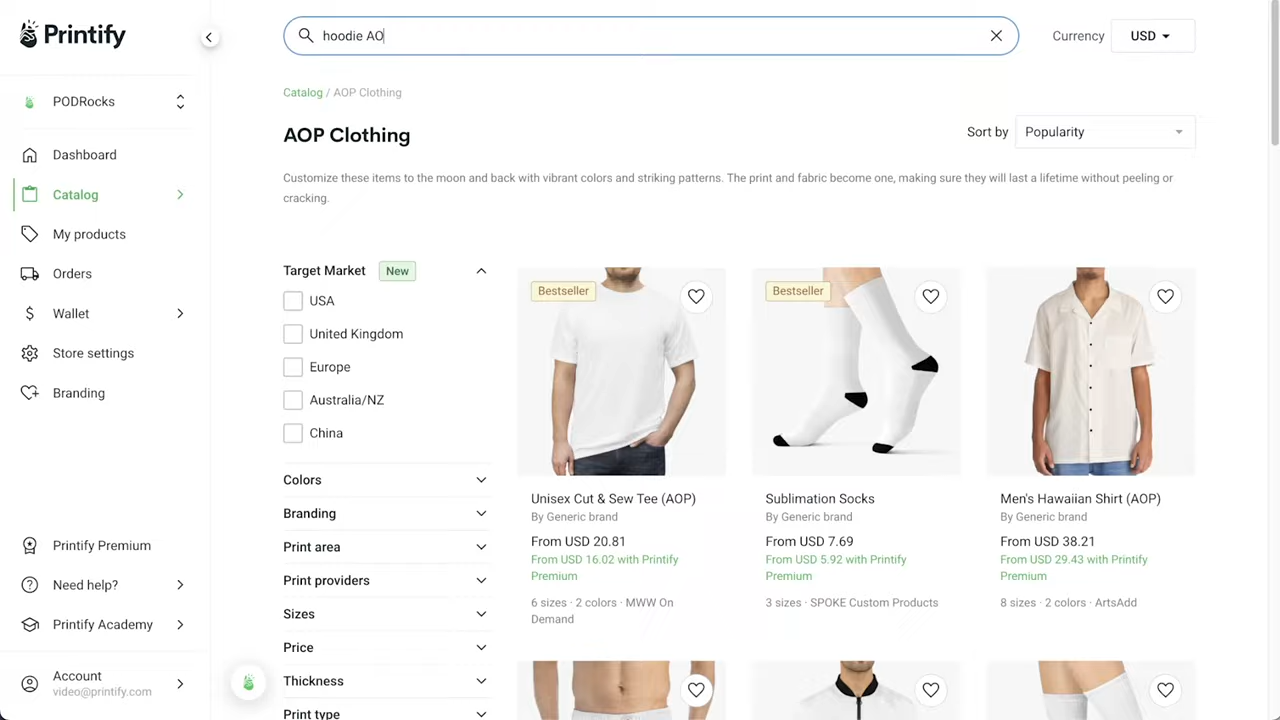 Printify
hoodie AO
Currency
USD
PODRocks
Dashboard
Catalog
My products
Orders
Wallet
Store settings
Branding
Printify Premium
Need help?
Printify Academy
Account
video@printify.com
Catalog / AOP Clothing
AOP Clothing
Sort by
Popularity
Customize these items to the moon and back with vibrant colors and striking patterns. The print and fabric become one, making sure they will last a lifetime without peeling or
cracking.
Target Market New
USA
United Kingdom
Europe
Australia/NZ
China
Colors
Branding
Print area
Print providers
Sizes
Price
Thickness
Print type
Bestseller
Unisex Cut & Sew Tee (AOP)
By Generic brand
From USD 20.81
From USD 16.02 with Printify
Premium
6 sizes · 2 colors · MWW On
Demand
Bestseller
Sublimation Socks
By Generic brand
From USD 7.69
From USD 5.92 with Printify
Premium
3 sizes · SPOKE Custom Products
Men's Hawaiian Shirt (AOP)
By Generic brand
From USD 38.21
From USD 29.43 with Printify
Premium
8 sizes · 2 colors · ArtsAdd